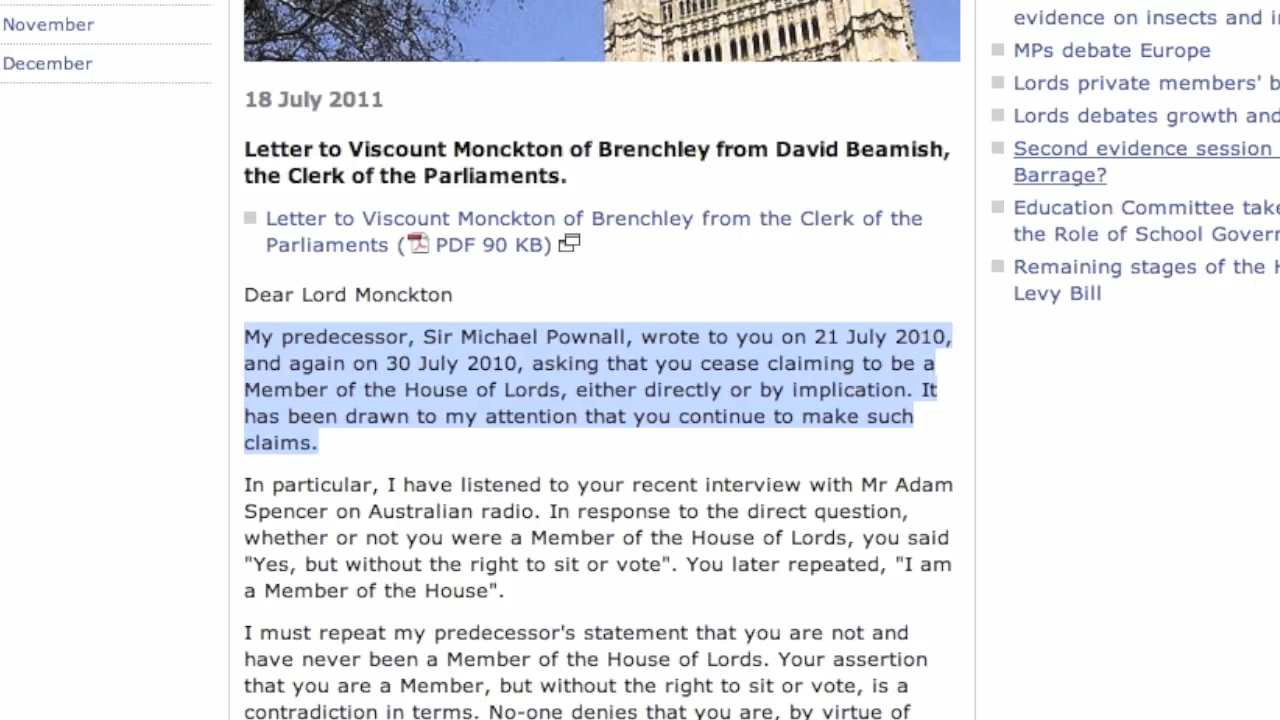 November
December
18 July 2011
Letter to Viscount Monckton of Brenchley from David Beamish,
the Clerk of the Parliaments.
Letter to Viscount Monckton of Brenchley from the Clerk of the
Parliaments ( PDF 90 KB)
Dear Lord Monckton
My predecessor, Sir Michael Pownall, wrote to you on 21 July 2010,
and again on 30 July 2010, asking that you cease claiming to be a
Member of the House of Lords, either directly or by implication. It
has been drawn to my attention that you continue to make such
claims.
In particular, I have listened to your recent interview with Mr Adam
Spencer on Australian radio. In response to the direct question,
whether or not you were a Member of the House of Lords, you said
"Yes, but without the right to sit or vote". You later repeated, "I am
a Member of the House".
I must repeat my predecessor's statement that you are not and
have never been a Member of the House of Lords. Your assertion
that you are a Member, but without the right to sit or vote, is a
contradiction in terms. No-one denies that you are, by virtue of
evidence on insects and
MPs debate Europe
Lords private members'
Lords debates growth and
Second evidence session
Barrage?
Education Committee
the Role of School
Remaining stages of the
Levy Bill